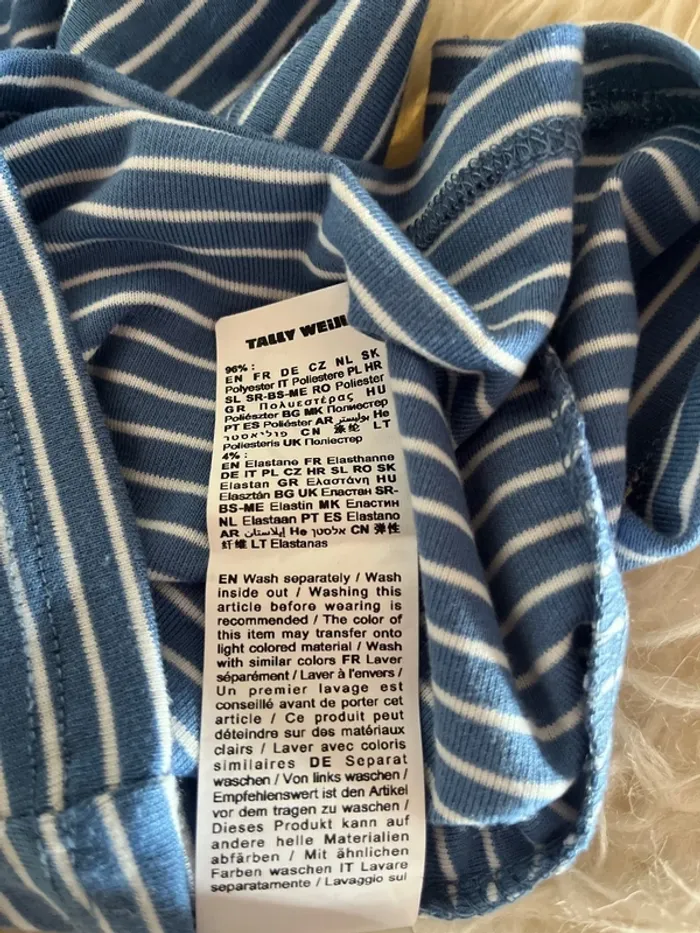 TALLY WEiJL
96% :
EN FR DE CZ NL SK
Polyester IT Poliestere PL HR
SL SR-BS-ME RO Poliester
GR Πολυεστέρας HU
Poliészter BG MK Полиестер
PT ES Poliéster AR بوليستر He
פוליאסטר CN 涤纶 LT
Poliesteris UK Поліестер
4% :
EN Elastane FR Elasthanne
DE IT PL CZ HR SL RO SK
Elastan GR Ελαστάνη HU
Elasztán BG UK Еластан SR-
BS-ME Elastin MK Еластин
NL Elastaan PT ES Elastano
AR إيلاستان He אלסטן CN 弹性
纤维 LT Elastanas
EN Wash separately / Wash
inside out / Washing this
article before wearing is
recommended / The color of
this item may transfer onto
light colored material / Wash
with similar colors FR Laver
séparément / Laver à l'envers /
Un premier lavage est
conseillé avant de porter cet
article / Ce produit peut
déteindre sur des matériaux
clairs / Laver avec coloris
similaires DE Separat
waschen / Von links waschen /
Empfehlenswert ist den Artikel
vor dem tragen zu waschen /
Dieses Produkt kann auf
andere helle Materialien
abfärben / Mit ähnlichen
Farben waschen IT Lavare
separatamente / Lavaggio sul